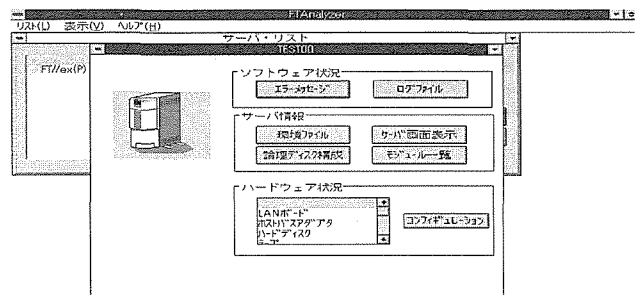 FTAnalyzer
リスト(L) 表示(V) ヘルプ(H)
サーバ・リスト
TEST00
FT//ex(P)
ソフトウェア状況
エラーメッセージ ログファイル
サーバ情報
環境ファイル サーバ画面表示
論理ディスク構成 モジュール一覧
ハードウェア状況
LANボード
ホストバスアダプタ
ハードディスク
テープ
コンフィギュレーション